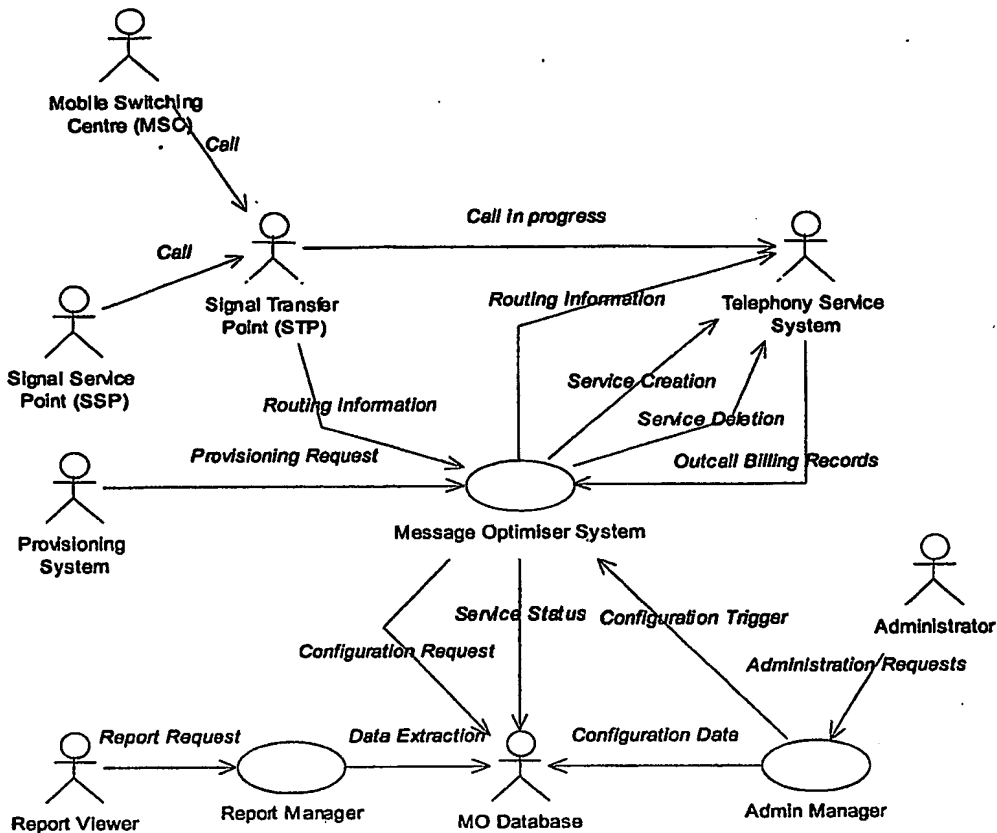 Mobile Switching
Centre (MSC)
Call
Call in progress
Call
Signal Transfer
Point (STP)
Routing Information
Telephony Service
System
Signal Service
Point (SSP)
Service Creation
Routing Information
Service Deletion
Provisioning Request
Outcall Billing Records
Message Optimiser System
Provisioning
System
Service Status
Configuration Trigger
Administrator
Configuration Request
Administration Requests
Report Request
Data Extraction
Configuration Data
Report Viewer
Report Manager
MO Database
Admin Manager